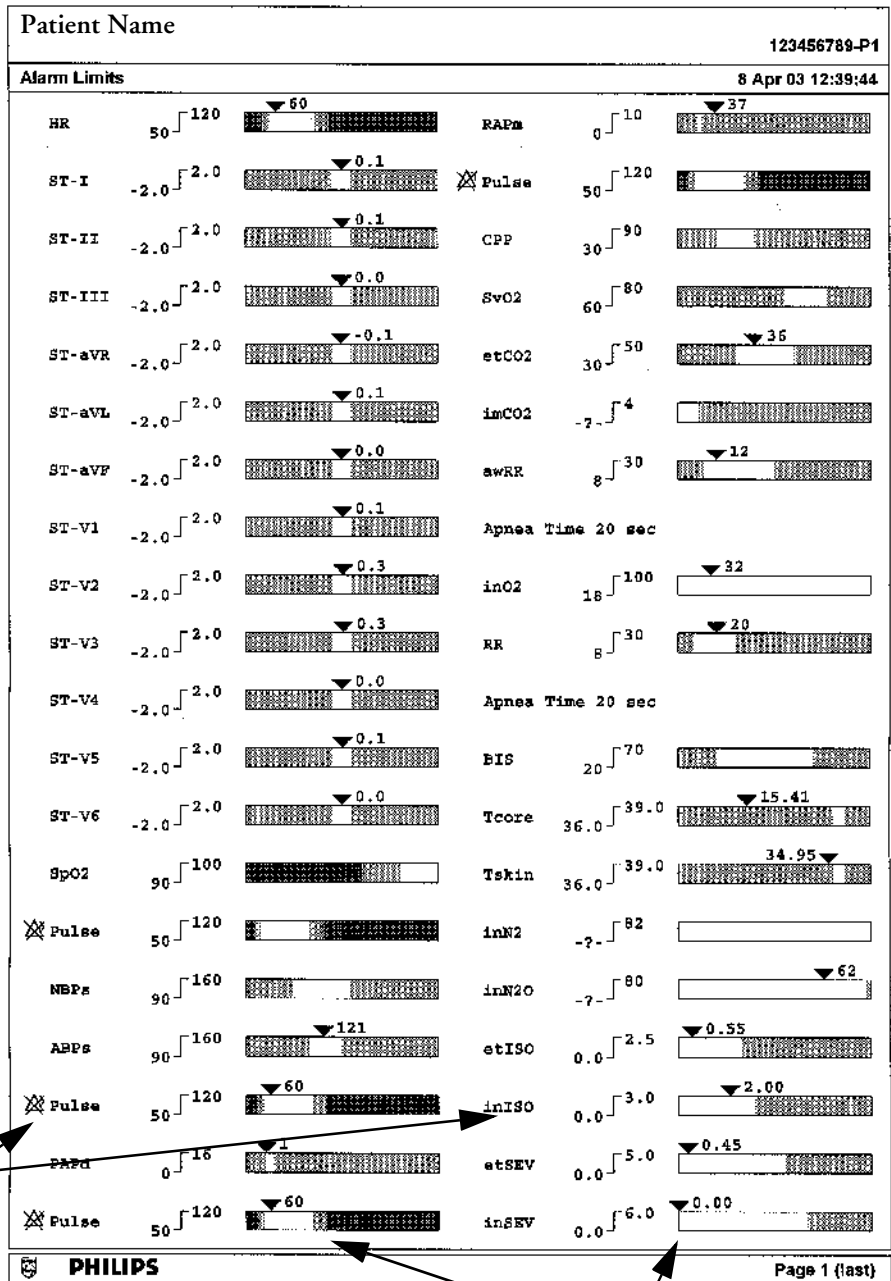 Patient Name
123456789-P1
Alarm Limits 8 Apr 03 12:39:44
HR 50 120 60
ST-I -2.0 2.0 0.1
ST-II -2.0 2.0 0.1
ST-III -2.0 2.0 0.0
ST-aVR -2.0 2.0 -0.1
ST-aVL -2.0 2.0 0.1
ST-aVF -2.0 2.0 0.0
ST-V1 -2.0 2.0 0.1
ST-V2 -2.0 2.0 0.3
ST-V3 -2.0 2.0 0.3
ST-V4 -2.0 2.0 0.0
ST-V5 -2.0 2.0 0.1
ST-V6 -2.0 2.0 0.0
SpO2 90 100
Pulse 50 120
NBPs 90 160
ABPs 90 160 121
Pulse 50 120 60
PAPd 0 16 1
Pulse 50 120 60
RAPm 0 10 37
Pulse 50 120
CPP 30 90
SvO2 60 80
etCO2 30 50 36
imCO2 -?- 4
awRR 8 30 12
Apnea Time 20 sec
inO2 18 100 32
RR 8 30 20
Apnea Time 20 sec
BIS 20 70
Tcore 36.0 39.0 15.41
Tskin 36.0 39.0 34.95
inN2 -?- 82
inN2O -?- 80 62
etISO 0.0 2.5 0.55
inISO 0.0 3.0 2.00
etSEV 0.0 5.0 0.45
inSEV 0.0 6.0 0.00
PHILIPS Page 1 (last)